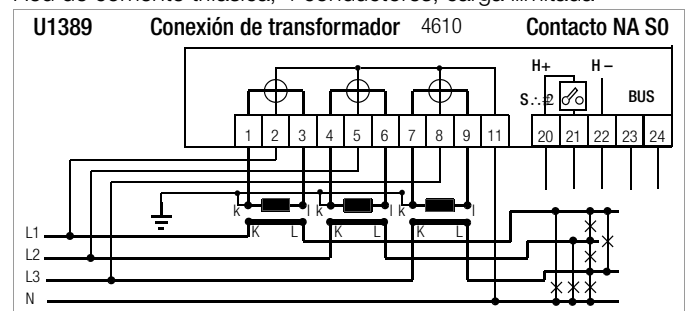 Red de corriente trifásica, 4 conductores, carga ilimitada
U1389 Conexión de transformador 4610 Contacto NA S0
H+ H–
BUS
1 2 3 4 5 6 7 8 9 11 20 21 22 23 24
k l k l k l
K L K L K L
L1
L2
L3
N